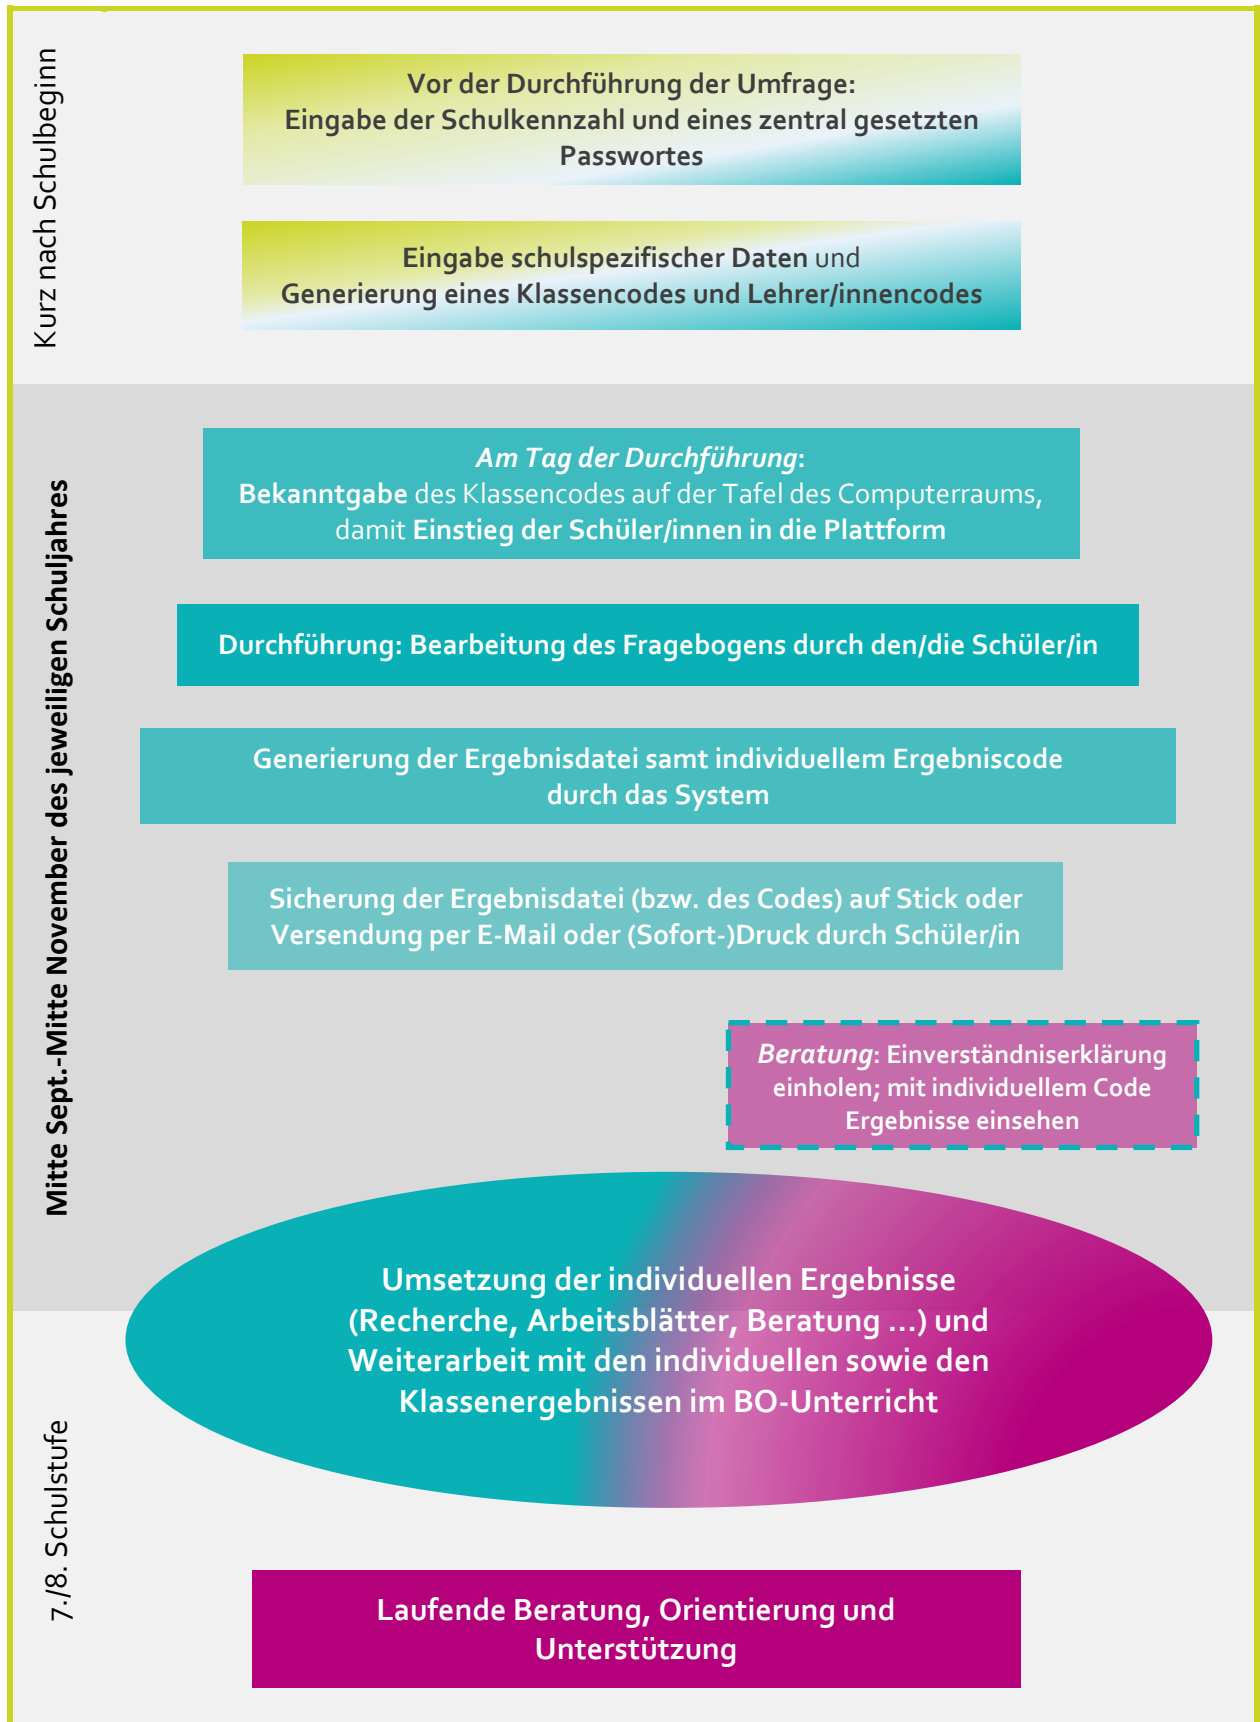 Kurz nach Schulbeginn
Vor der Durchführung der Umfrage:
Eingabe der Schulkennzahl und eines zentral gesetzten
Passwortes
Eingabe schulspezifischer Daten und
Generierung eines Klassencodes und Lehrer/innencodes
Mitte Sept.-Mitte November des jeweiligen Schuljahres
Am Tag der Durchführung:
Bekanntgabe des Klassencodes auf der Tafel des Computerraums,
damit Einstieg der Schüler/innen in die Plattform
Durchführung: Bearbeitung des Fragebogens durch den/die Schüler/in
Generierung der Ergebnisdatei samt individuellem Ergebniscode
durch das System
Sicherung der Ergebnisdatei (bzw. des Codes) auf Stick oder
Versendung per E-Mail oder (Sofort-)Druck durch Schüler/in
Beratung: Einverständniserklärung
einholen; mit individuellem Code
Ergebnisse einsehen
Umsetzung der individuellen Ergebnisse
(Recherche, Arbeitsblätter, Beratung ...) und
Weiterarbeit mit den individuellen sowie den
Klassenergebnissen im BO-Unterricht
7./8. Schulstufe
Laufende Beratung, Orientierung und
Unterstützung